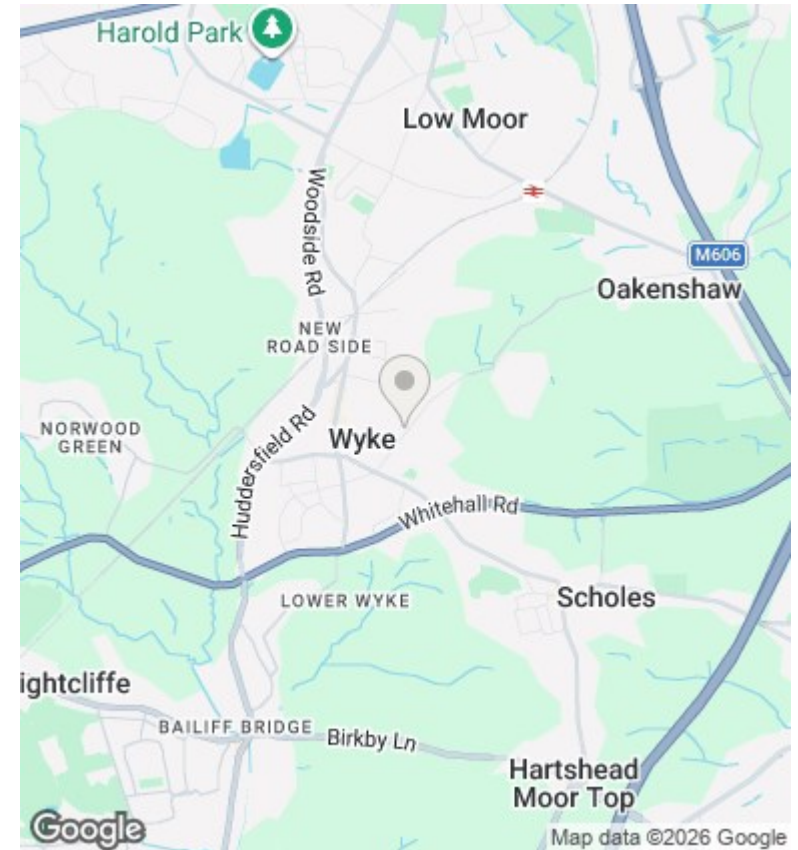 Harold Park
Low Moor
Woodside Rd
M606
Oakenshaw
NEW
ROAD SIDE
NORWOOD
GREEN
Huddersfield Rd
Wyke
Whitehall Rd
LOWER WYKE
Scholes
ightcliffe
BAILIFF BRIDGE
Birkby Ln
Hartshead
Moor Top
Google
Map data ©2026 Google